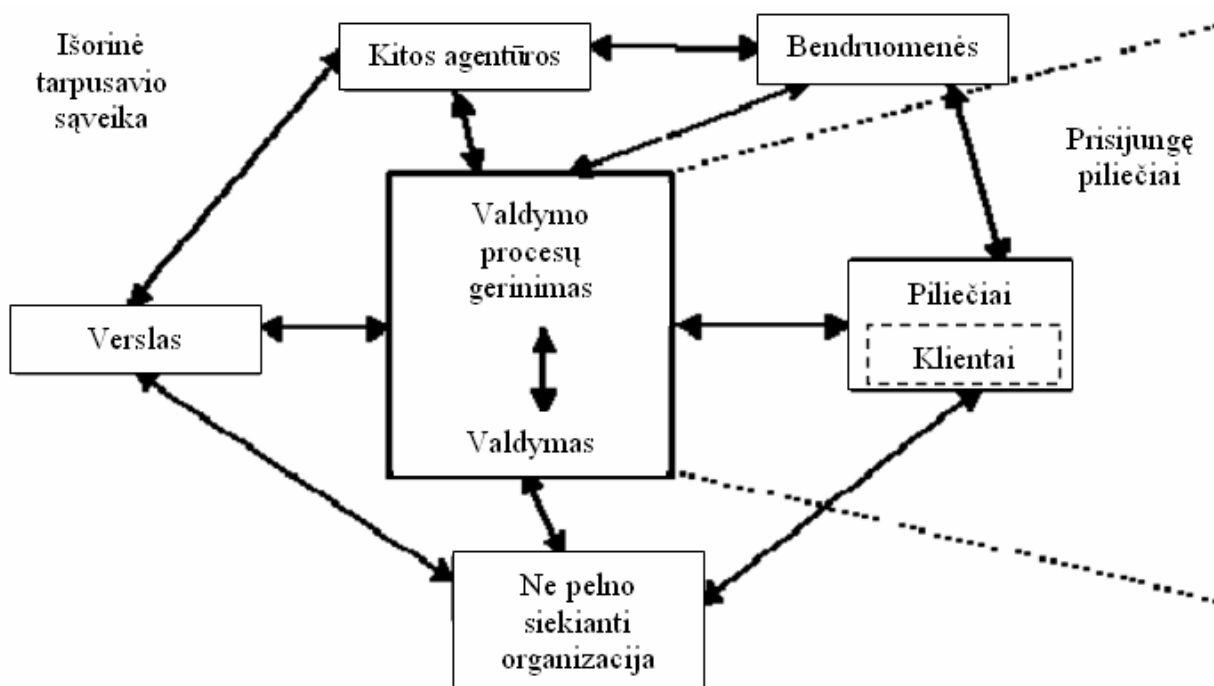 Išorinė
tarpusavio
sąveika
Kitos agentūros
Bendruomenės
Prisijungę
piliečiai
Valdymo
procesų
gerinimas
Valdymas
Verslas
Piliečiai
Klientai
Ne pelno
siekianti
organizacija